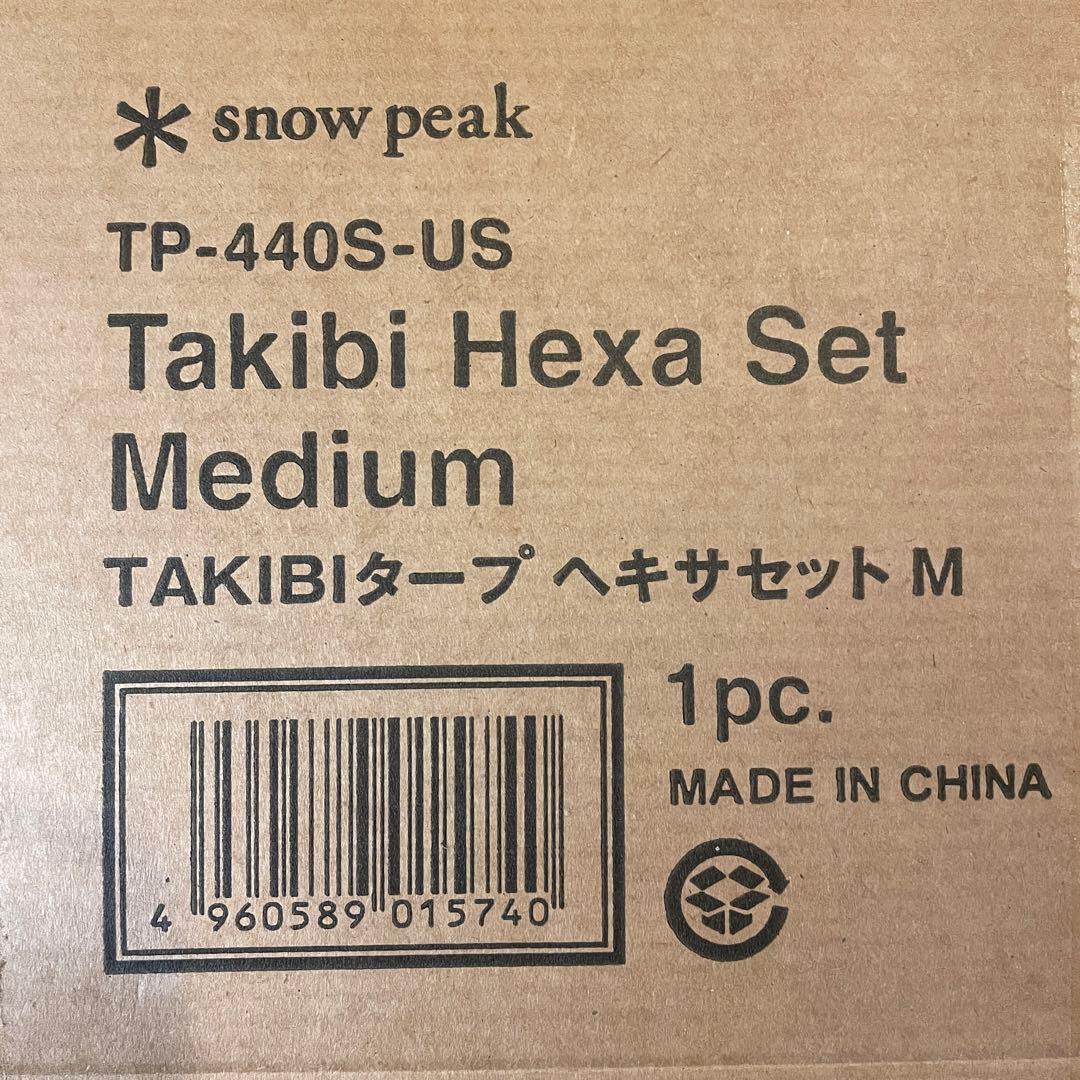 snow peak
TP-440S-US
Takibi Hexa Set
Medium
TAKIBIタープ ヘキサセット M
1pc.
MADE IN CHINA
4 960589 015740